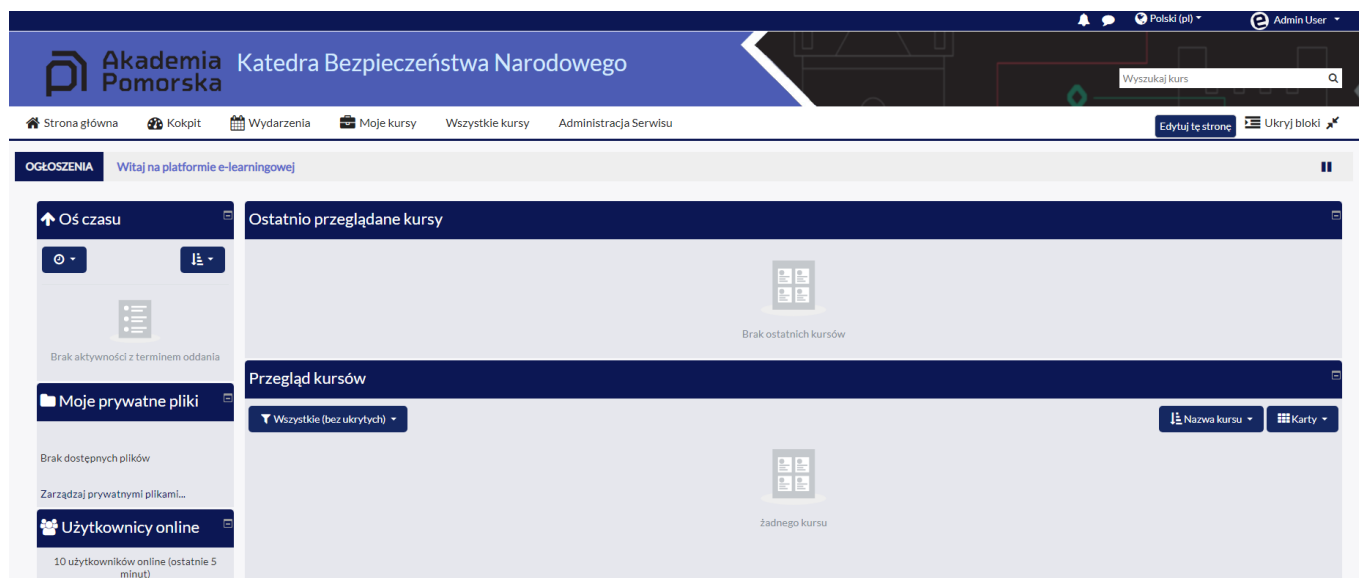 Polski (pl)
Admin User
Akademia
Pomorska
Katedra Bezpieczeństwa Narodowego
Wyszukaj kurs
Strona główna
Kokpit
Wydarzenia
Moje kursy
Wszystkie kursy
Administracja Serwisu
Edytuj tę stronę
Ukryj bloki
OGŁOSZENIA
Witaj na platformie e-learningowej
Oś czasu
Brak aktywności z terminem oddania
Moje prywatne pliki
Brak dostępnych plików
Zarządzaj prywatnymi plikami...
Użytkownicy online
10 użytkowników online (ostatnie 5
minut)
Ostatnio przeglądane kursy
Brak ostatnich kursów
Przegląd kursów
Wszystkie (bez ukrytych)
Nazwa kursu
Karty
żadnego kursu